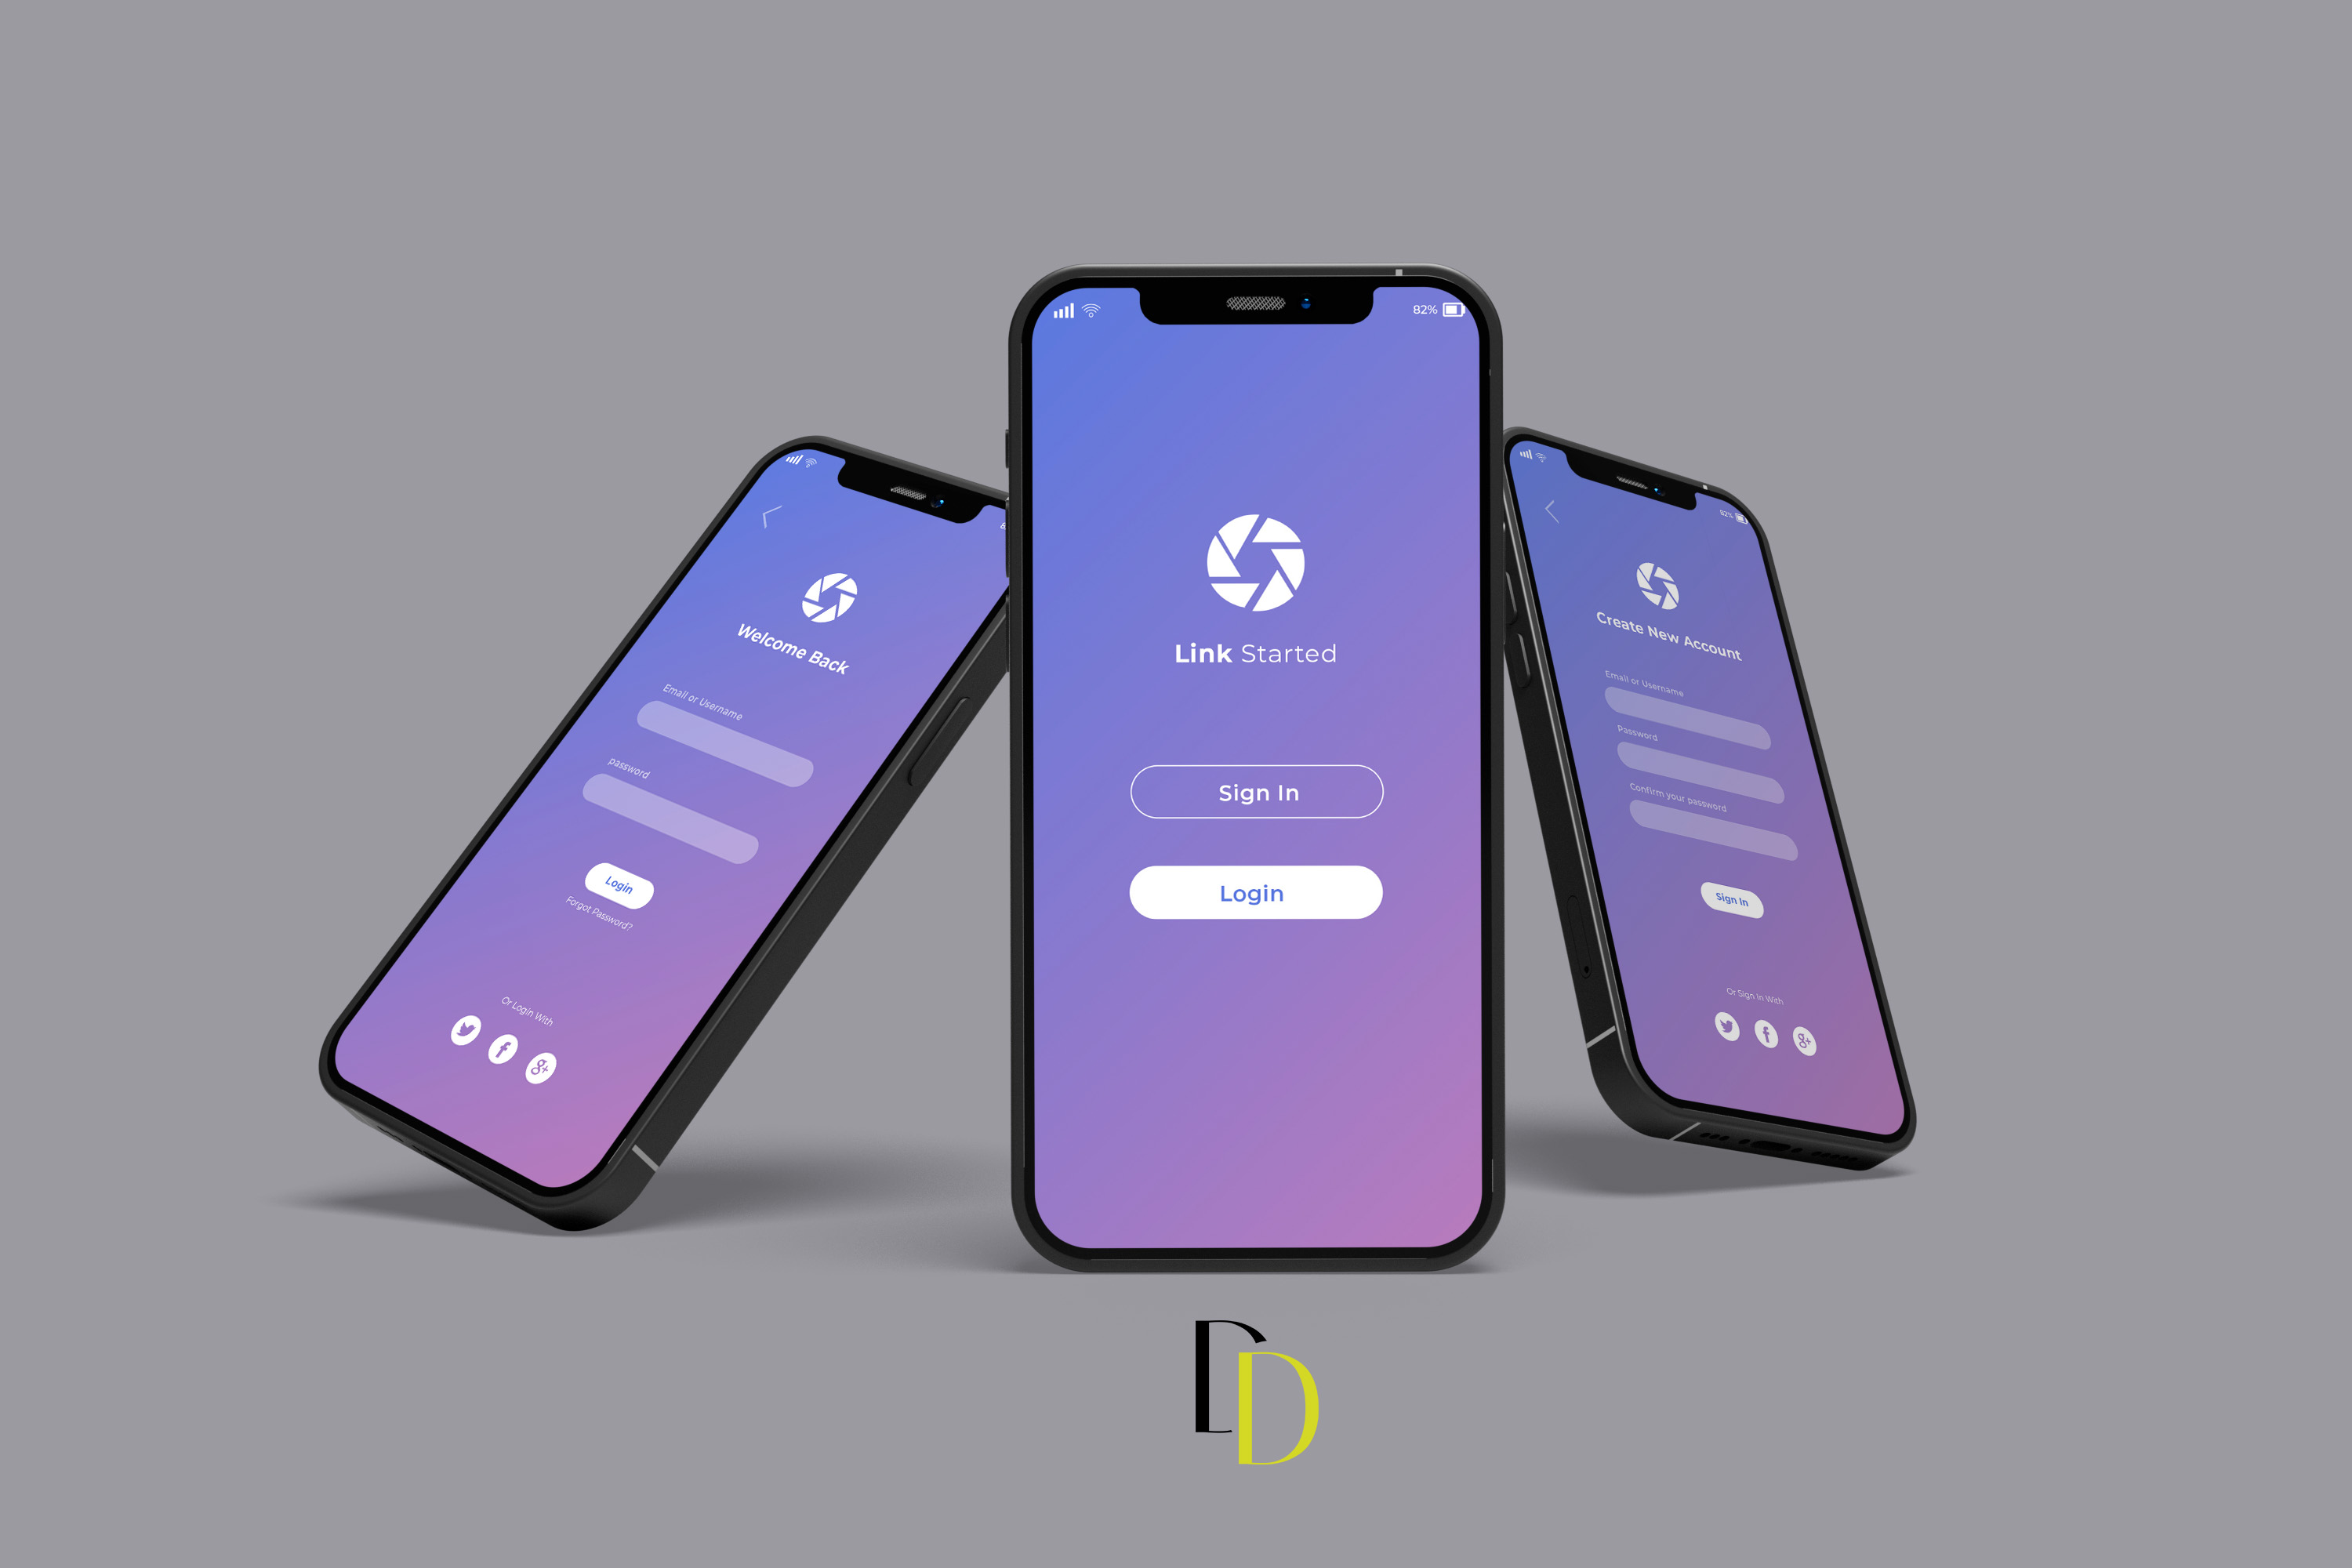 Welcome Back
Email or Username
password
Login
Forgot Password?
Or Login With
82%
Link Started
Sign In
Login
82%
Create New Account
Email or Username
Password
Confirm your password
Sign In
Or Sign In With
DD